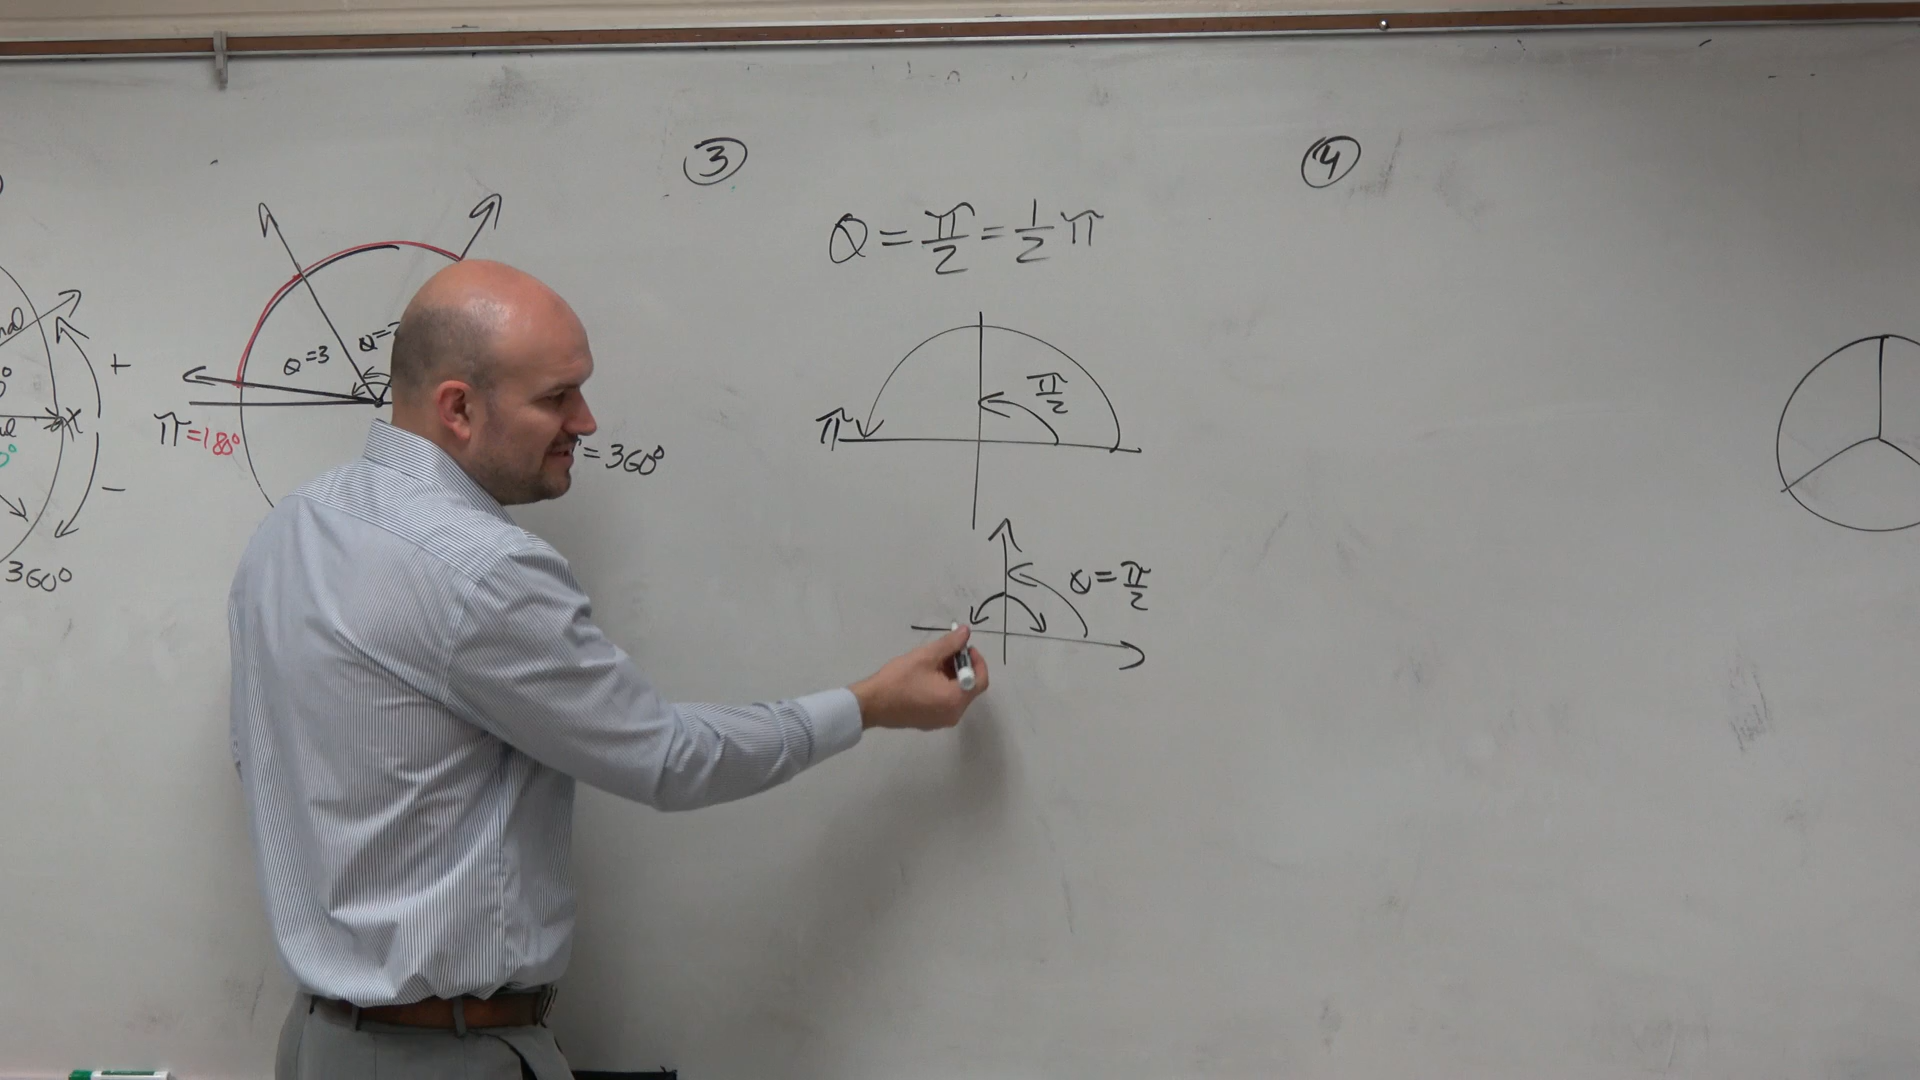 ③
④
Q = π/2 = 1/2 π
+
Q=3
π/2
π
π=180°
= 360°
-
360°
Q = π/2